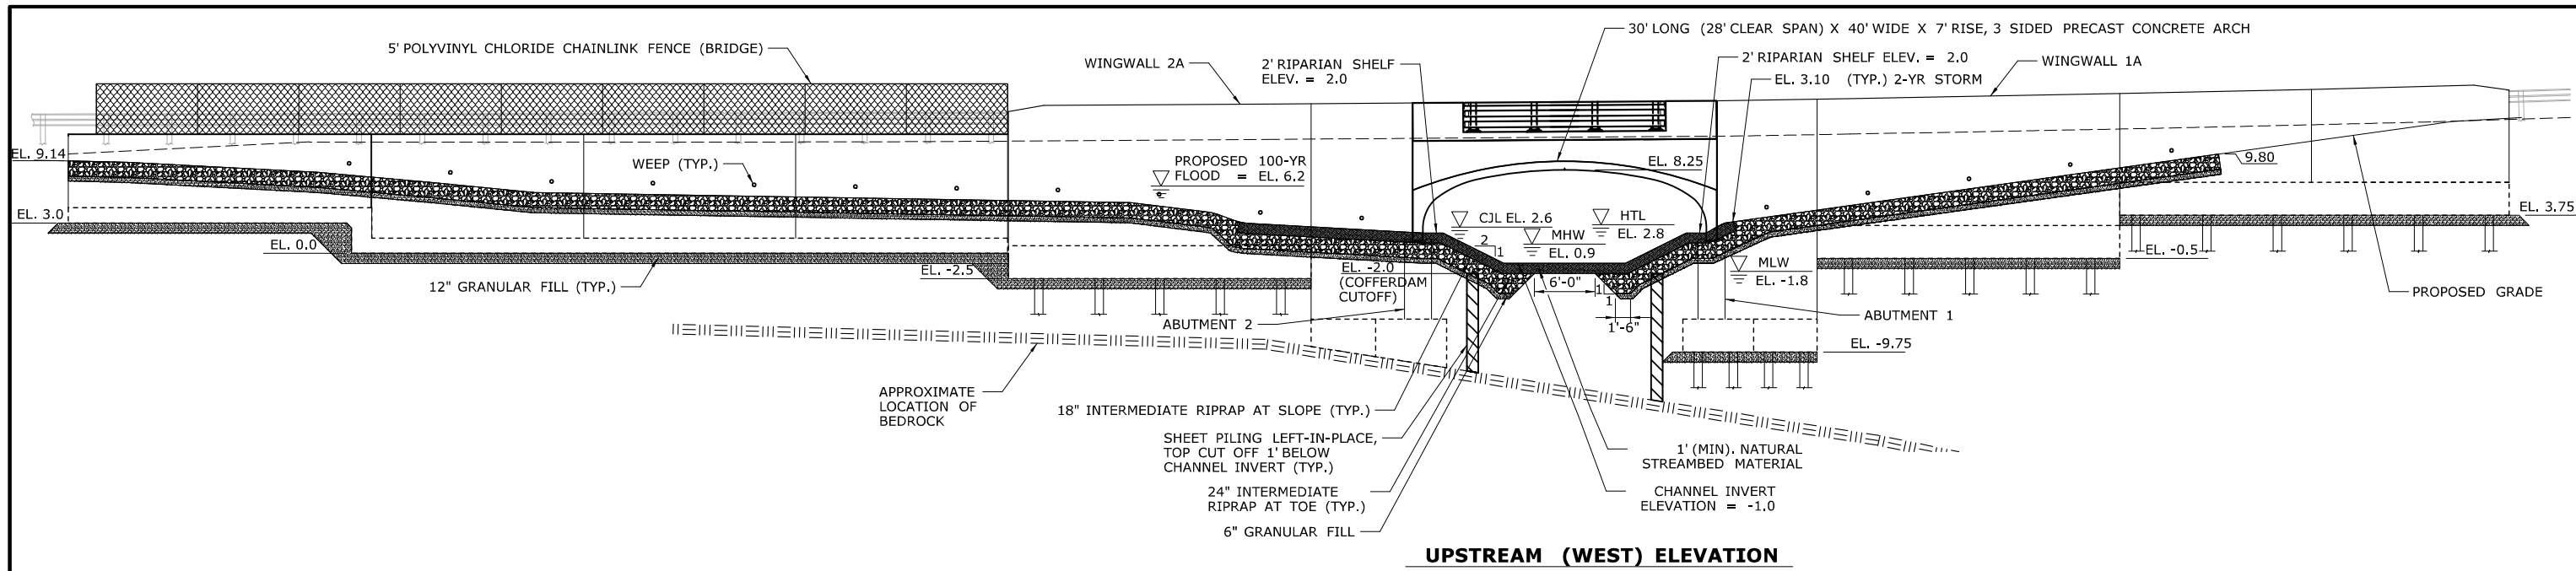 30' LONG (28' CLEAR SPAN) X 40' WIDE X 7' RISE, 3 SIDED PRECAST CONCRETE ARCH
5' POLYVINYL CHLORIDE CHAINLINK FENCE (BRIDGE)
WINGWALL 2A
2' RIPARIAN SHELF
ELEV. = 2.0
2' RIPARIAN SHELF ELEV. = 2.0
WINGWALL 1A
EL. 3.10 (TYP.) 2-YR STORM
EL. 9.14
WEEP (TYP.)
PROPOSED 100-YR
FLOOD = EL. 6.2
EL. 8.25
9.80
EL. 3.0
EL. 0.0
CJL EL. 2.6
HTL
EL. 2.8
2
1
MHW
EL. 0.9
EL. 3.75
EL. -0.5
EL. -2.5
EL. -2.0
(COFFERDAM
CUTOFF)
6'-0"
1
1
MLW
EL. -1.8
12" GRANULAR FILL (TYP.)
PROPOSED GRADE
ABUTMENT 2
1'-6"
ABUTMENT 1
EL. -9.75
APPROXIMATE
LOCATION OF
BEDROCK
18" INTERMEDIATE RIPRAP AT SLOPE (TYP.)
SHEET PILING LEFT-IN-PLACE,
TOP CUT OFF 1' BELOW
CHANNEL INVERT (TYP.)
1' (MIN). NATURAL
STREAMBED MATERIAL
24" INTERMEDIATE
RIPRAP AT TOE (TYP.)
CHANNEL INVERT
ELEVATION = -1.0
6" GRANULAR FILL
UPSTREAM (WEST) ELEVATION